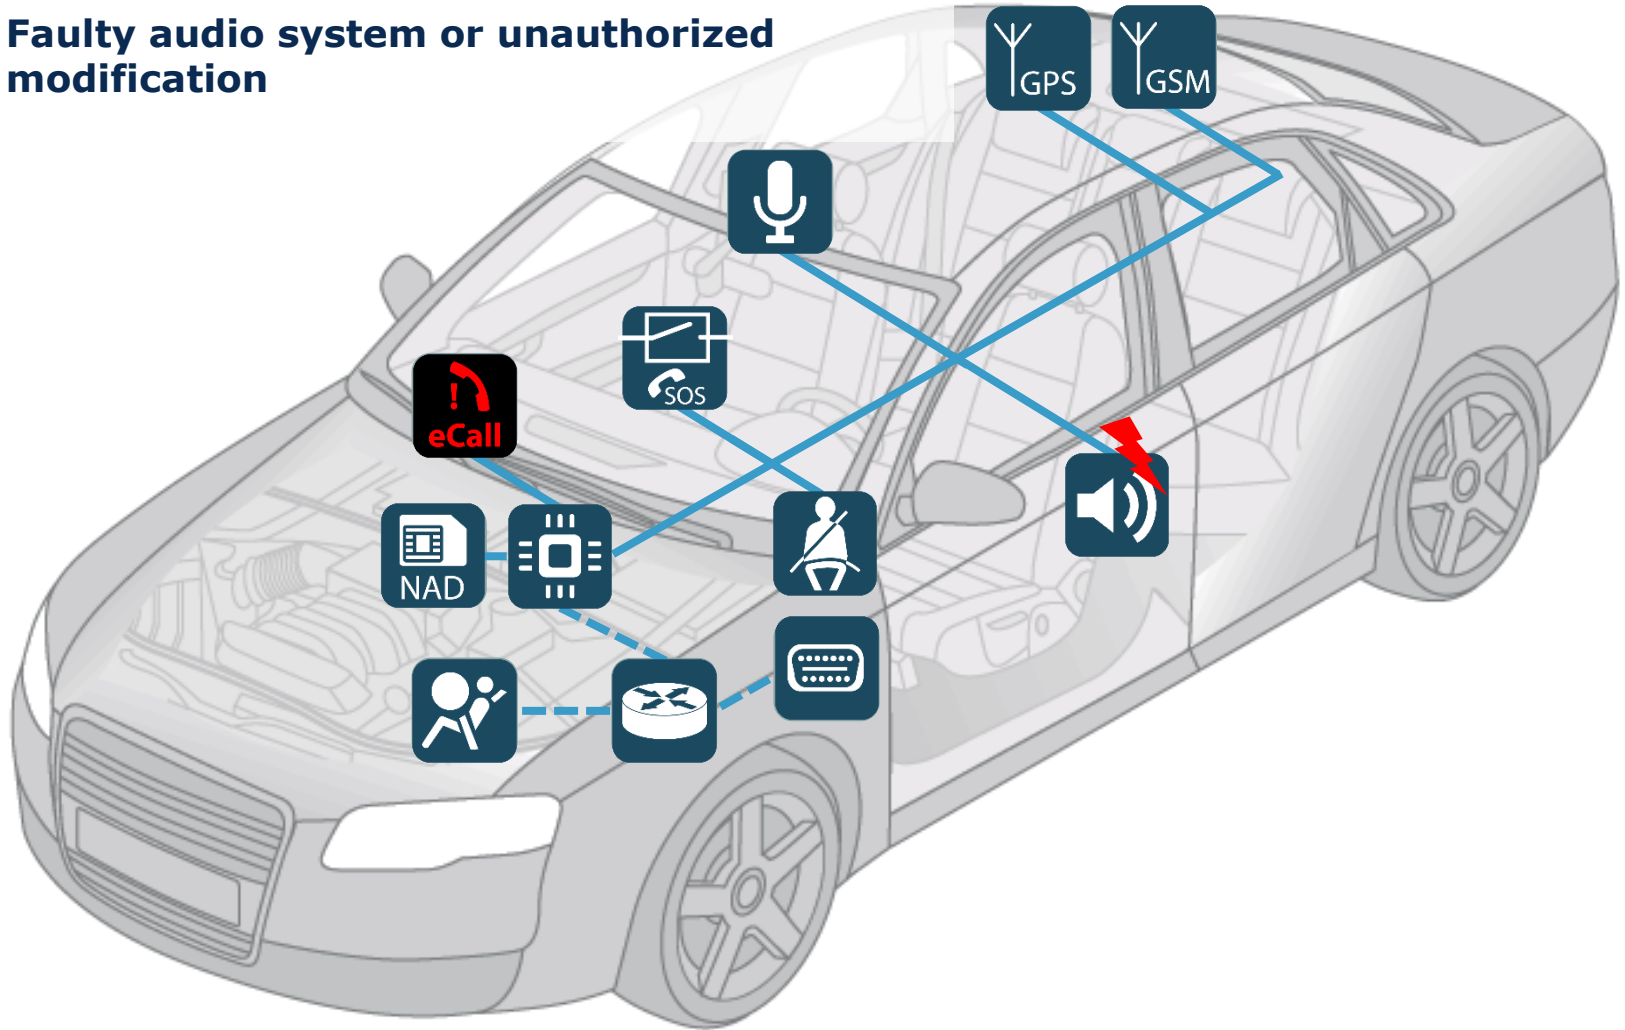 Faulty audio system or unauthorized
modification
GPS
GSM
SOS
!
eCall
NAD